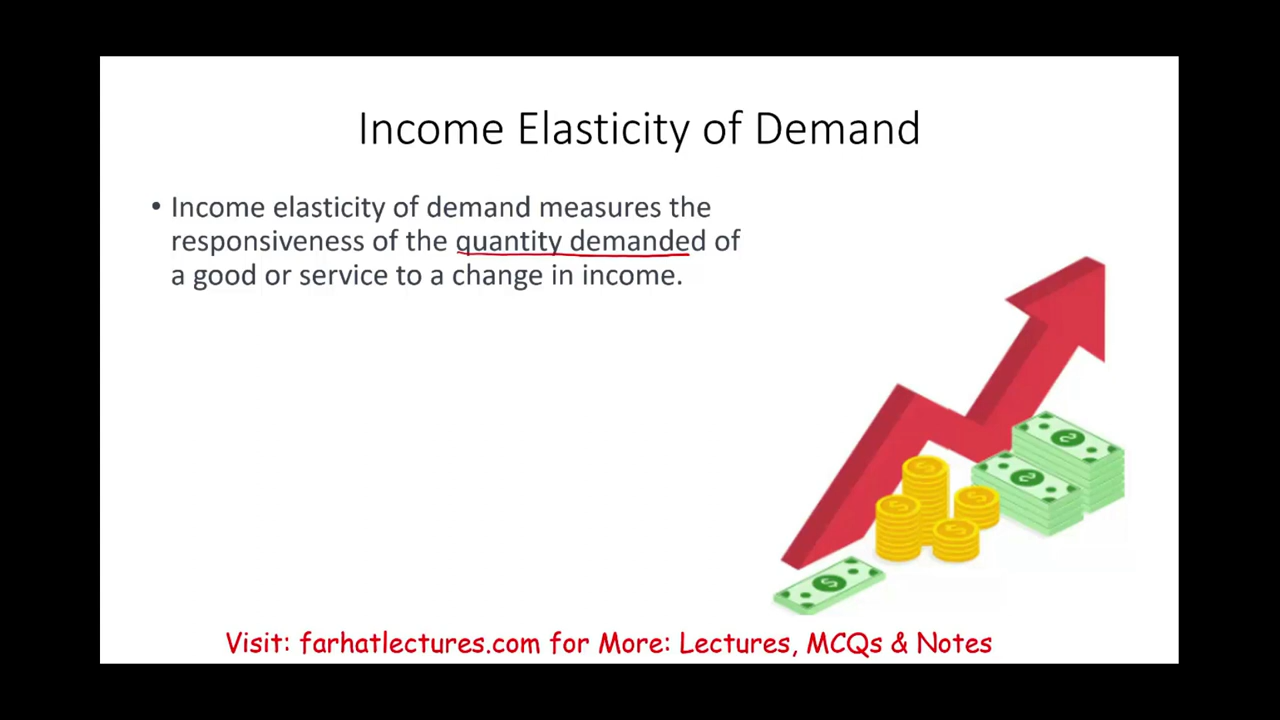 Income Elasticity of Demand
• Income elasticity of demand measures the
responsiveness of the quantity demanded of
a good or service to a change in income.
Visit: farhatlectures.com for More: Lectures, MCQs & Notes